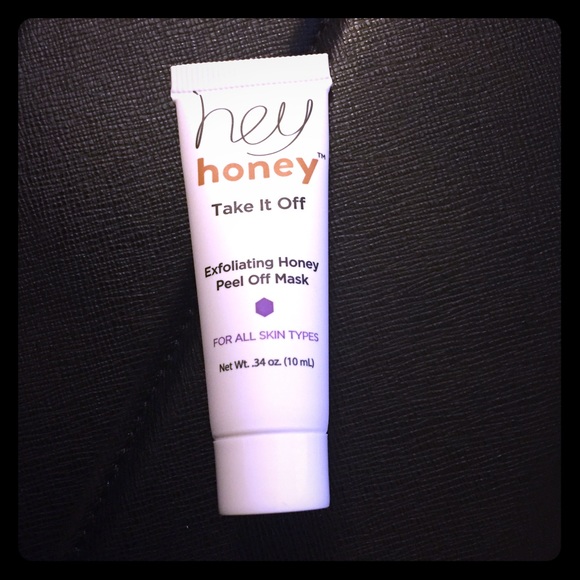 hey
honey™
Take It Off
Exfoliating Honey
Peel Off Mask
FOR ALL SKIN TYPES
Net Wt. .34 oz. (10 mL)